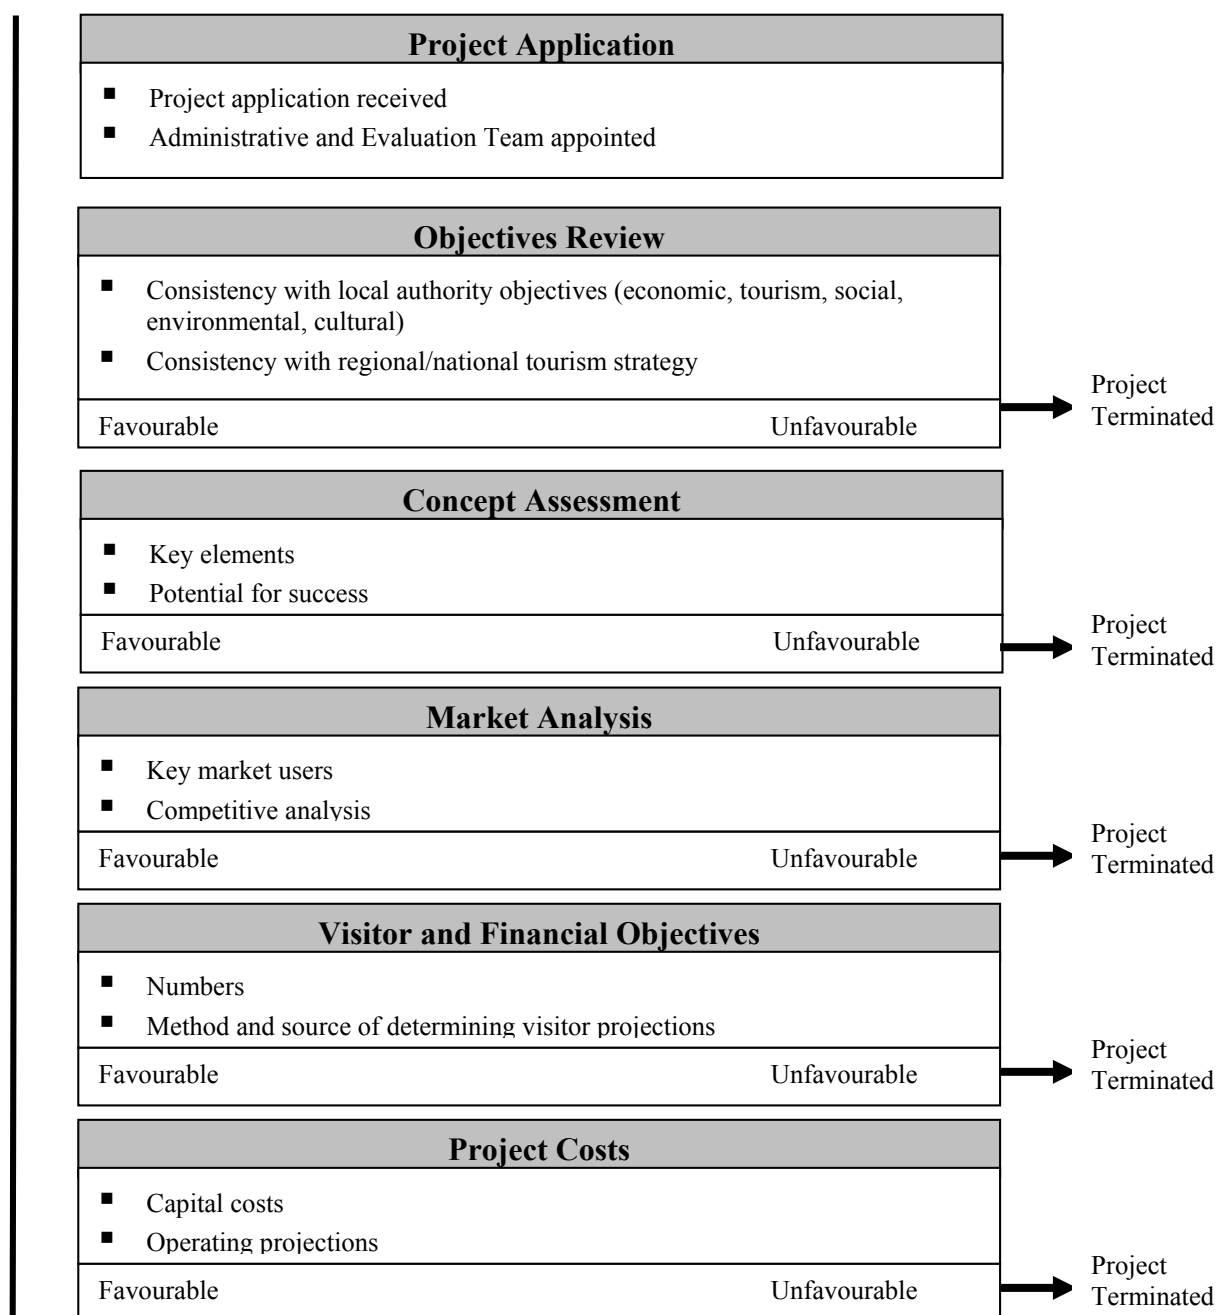 Project Application
Project application received
Administrative and Evaluation Team appointed
Objectives Review
Consistency with local authority objectives (economic, tourism, social,
environmental, cultural)
Consistency with regional/national tourism strategy
Favourable Unfavourable
Project
Terminated
Concept Assessment
Key elements
Potential for success
Favourable Unfavourable
Project
Terminated
Market Analysis
Key market users
Competitive analysis
Favourable Unfavourable
Project
Terminated
Visitor and Financial Objectives
Numbers
Method and source of determining visitor projections
Favourable Unfavourable
Project
Terminated
Project Costs
Capital costs
Operating projections
Favourable Unfavourable
Project
Terminated